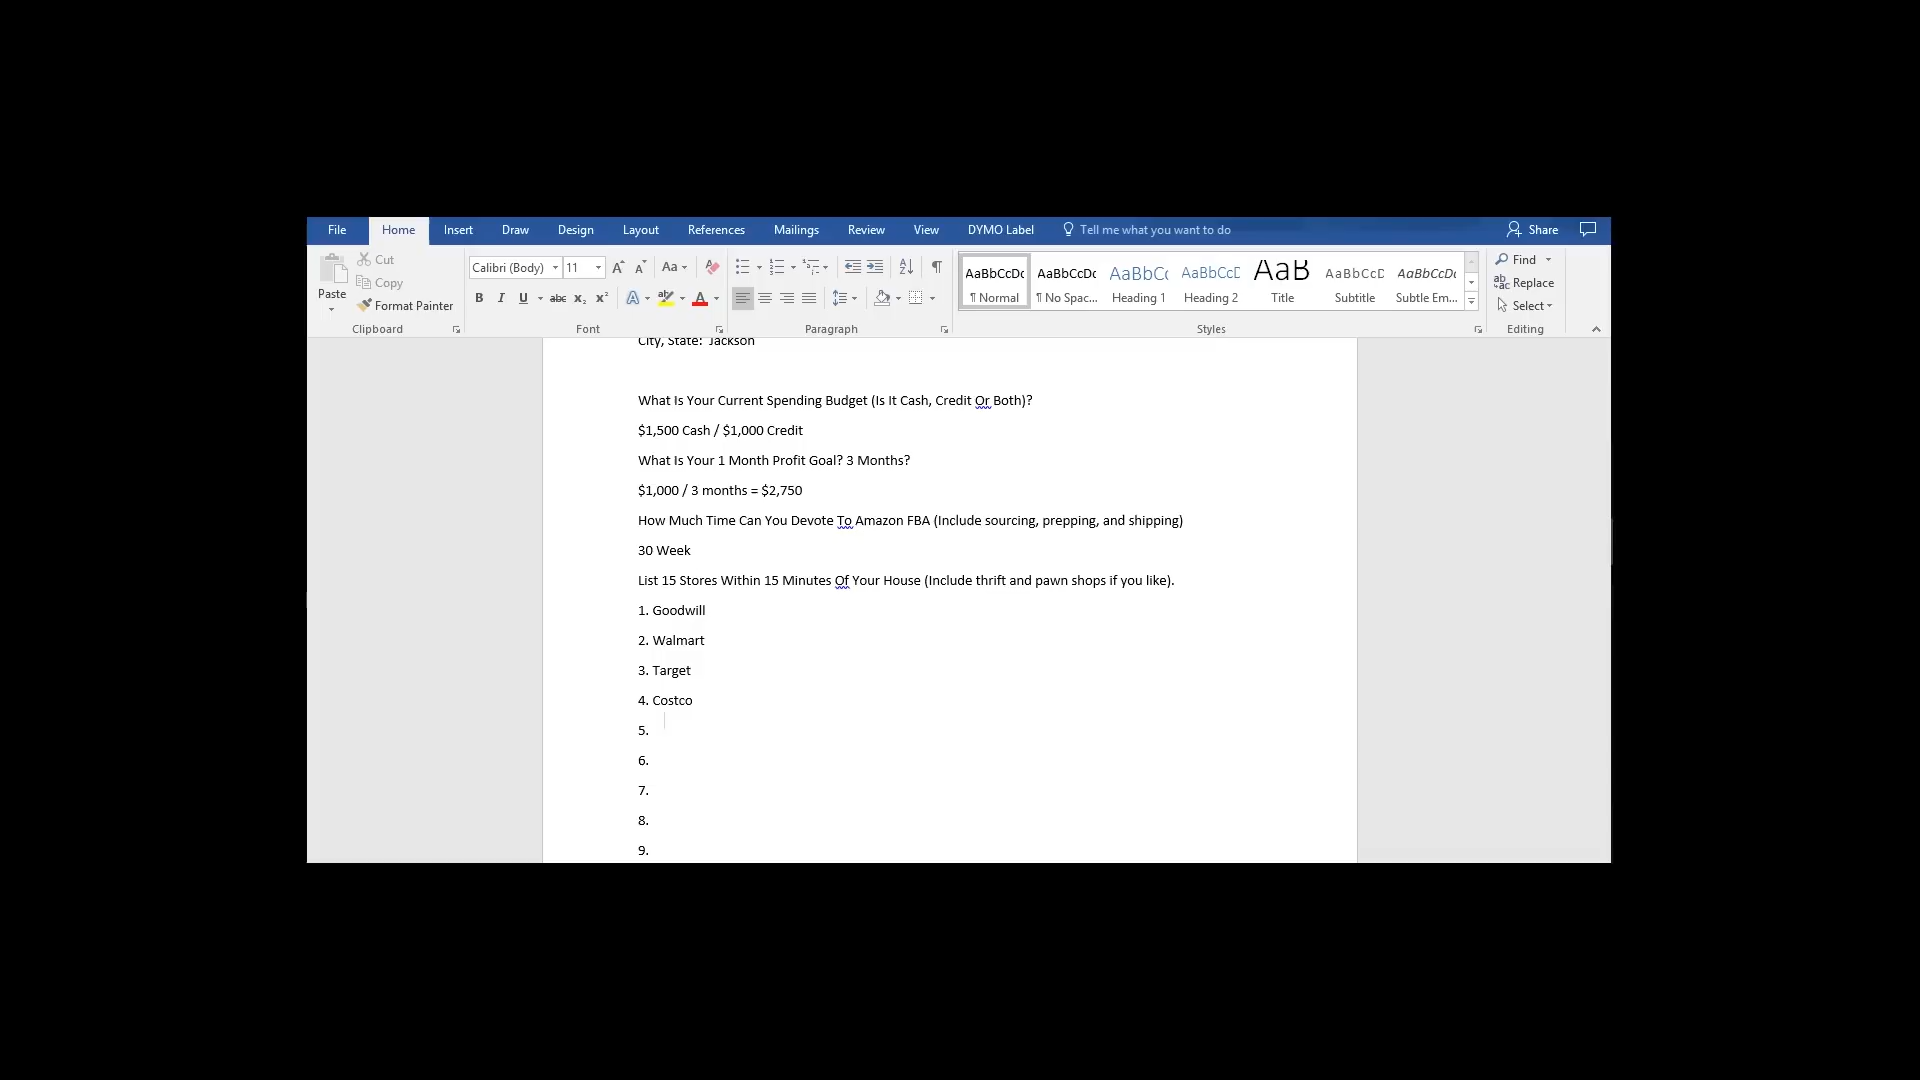 File Home Insert Draw Design Layout References Mailings Review View DYMO Label Tell me what you want to do Share
Paste
Cut
Copy
Format Painter
Clipboard
Calibri (Body) 11
Font
Paragraph
AaBbCcDc AaBbCcDc AaBbCc AaBbCcD AaB AaBbCcD AaBbCcDc
¶ Normal ¶ No Spac... Heading 1 Heading 2 Title Subtitle Subtle Em...
Styles
Find
Replace
Select
Editing
City, State: Jackson
What Is Your Current Spending Budget (Is It Cash, Credit Or Both)?
$1,500 Cash / $1,000 Credit
What Is Your 1 Month Profit Goal? 3 Months?
$1,000 / 3 months = $2,750
How Much Time Can You Devote To Amazon FBA (Include sourcing, prepping, and shipping)
30 Week
List 15 Stores Within 15 Minutes Of Your House (Include thrift and pawn shops if you like).
1. Goodwill
2. Walmart
3. Target
4. Costco
5.
6.
7.
8.
9.